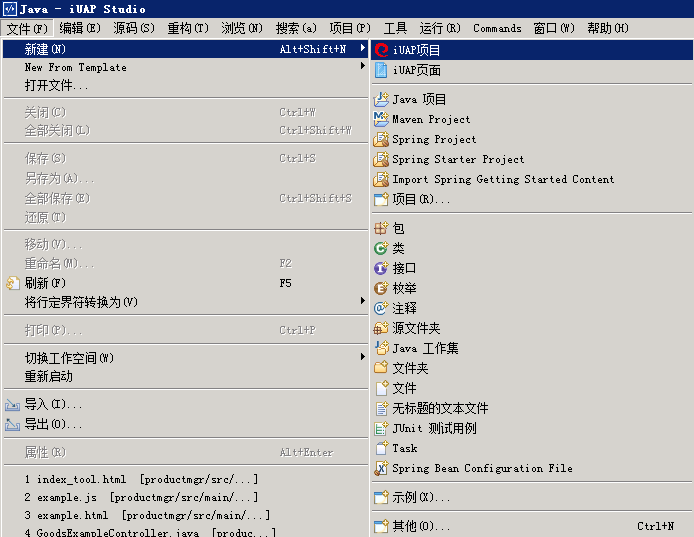 Java - iUAP Studio
文件(F) 编辑(E) 源码(S) 重构(T) 浏览(N) 搜索(a) 项目(P) 工具 运行(R) Commands 窗口(W) 帮助(H)
新建(N) Alt+Shift+N
New From Template
打开文件...
关闭(C) Ctrl+W
全部关闭(L) Ctrl+Shift+W
保存(S) Ctrl+S
另存为(A)...
全部保存(E) Ctrl+Shift+S
还原(T)
移动(V)...
重命名(M)... F2
刷新(F) F5
将行定界符转换为(V)
打印(P)... Ctrl+P
切换工作空间(W)
重新启动
导入(I)...
导出(O)...
属性(R) Alt+Enter
1 index_tool.html [productmgr/src/...]
2 example.js [productmgr/src/main/...]
3 example.html [productmgr/src/main/...]
4 GoodsExampleController.java [produc...]
iUAP项目
iUAP页面
Java 项目
Maven Project
Spring Project
Spring Starter Project
Import Spring Getting Started Content
项目(R)...
包
类
接口
枚举
注释
源文件夹
Java 工作集
文件夹
文件
无标题的文本文件
JUnit 测试用例
Task
Spring Bean Configuration File
示例(X)...
其他(O)... Ctrl+N